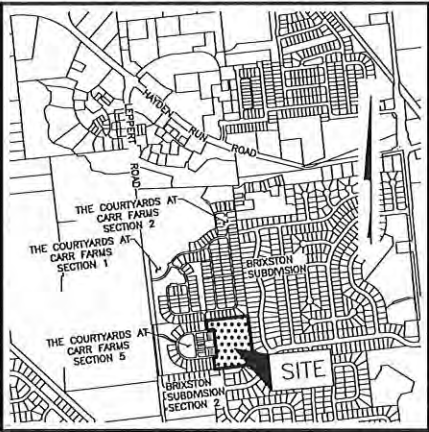 HAYDEN RUN ROAD
LEPPERT ROAD
THE COURTYARDS AT
CARR FARMS
SECTION 2
THE COURTYARDS AT
CARR FARMS
SECTION 1
BRIXSTON
SUBDIVISION
THE COURTYARDS AT
CARR FARMS
SECTION 5
SITE
BRIXSTON
SUBDIVISION
SECTION 2